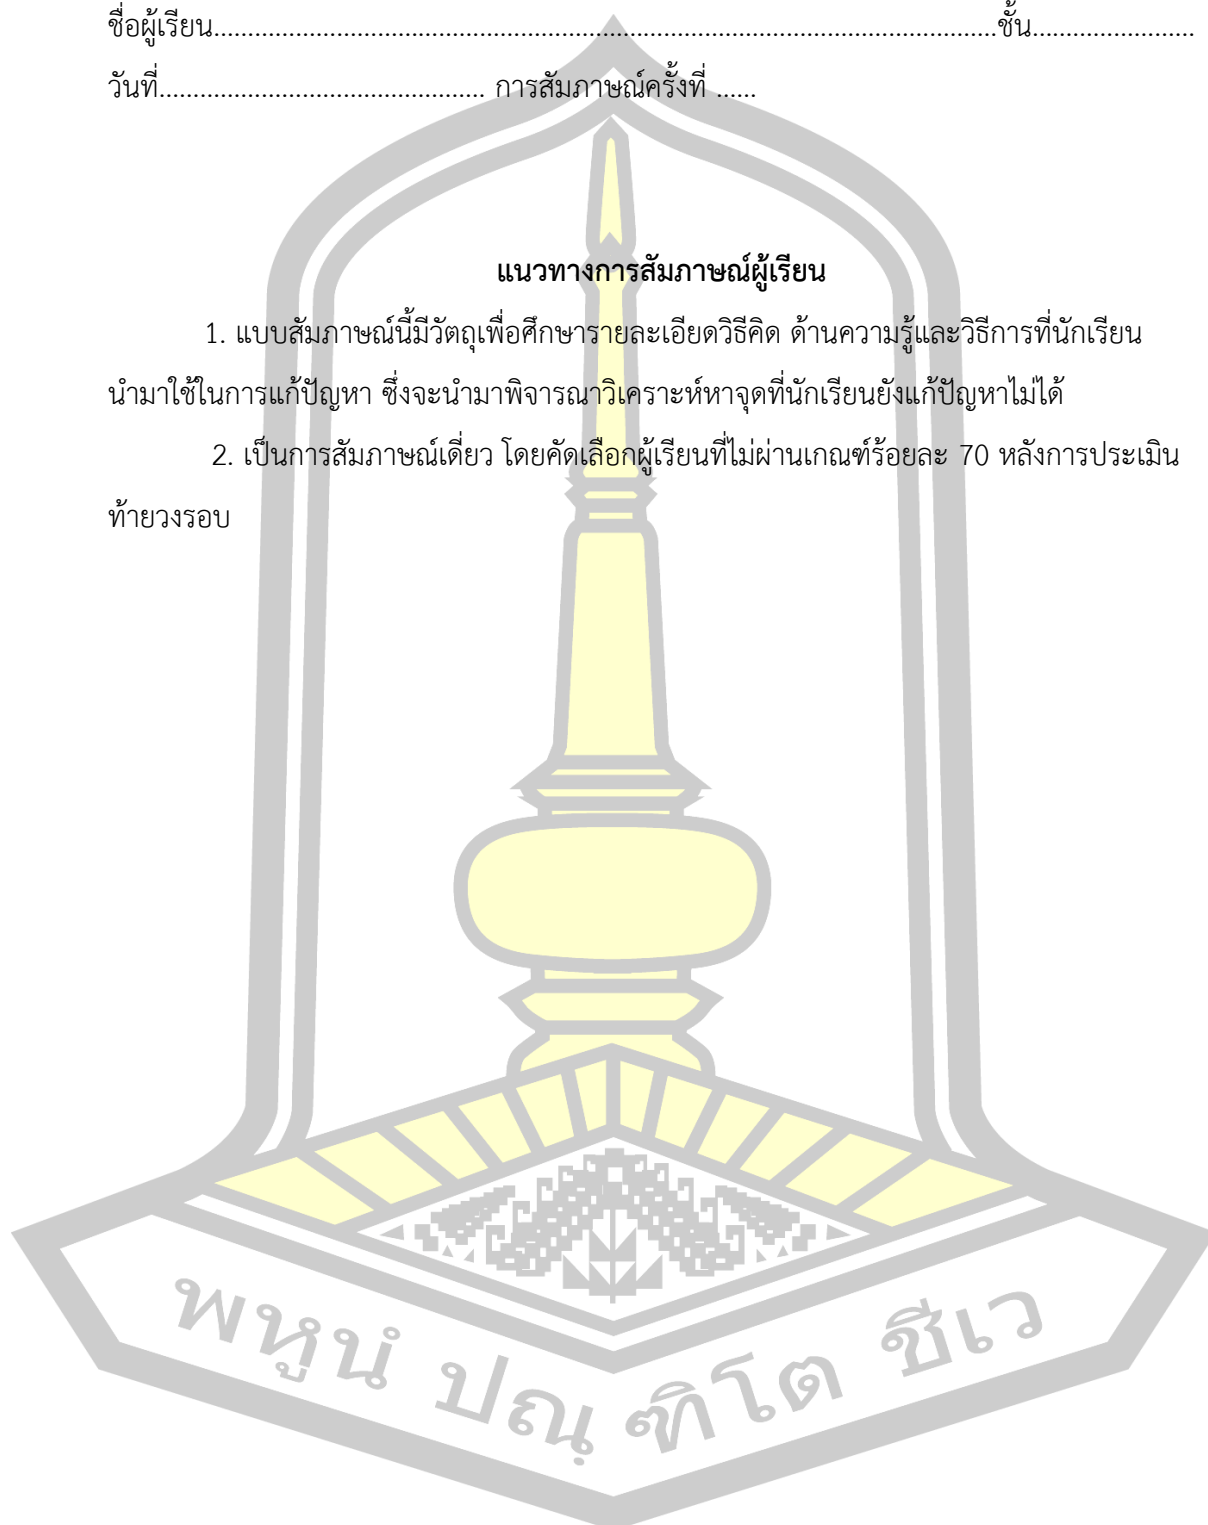 ชื่อผู้เรียน...................................................................................................................ชั้น........................
วันที่................................................ การสัมภาษณ์ครั้งที่ ......
แนวทางการสัมภาษณ์ผู้เรียน
1. แบบสัมภาษณ์นี้มีวัตถุเพื่อศึกษารายละเอียดวิธีคิด ด้านความรู้และวิธีการที่นักเรียน
นำมาใช้ในการแก้ปัญหา ซึ่งจะนำมาพิจารณาวิเคราะห์หาจุดที่นักเรียนยังแก้ปัญหาไม่ได้
2. เป็นการสัมภาษณ์เดี่ยว โดยคัดเลือกผู้เรียนที่ไม่ผ่านเกณฑ์ร้อยละ 70 หลังการประเมิน
ท้ายวงรอบ
พหูนํ ปณฺ ฑิโต ชีเว